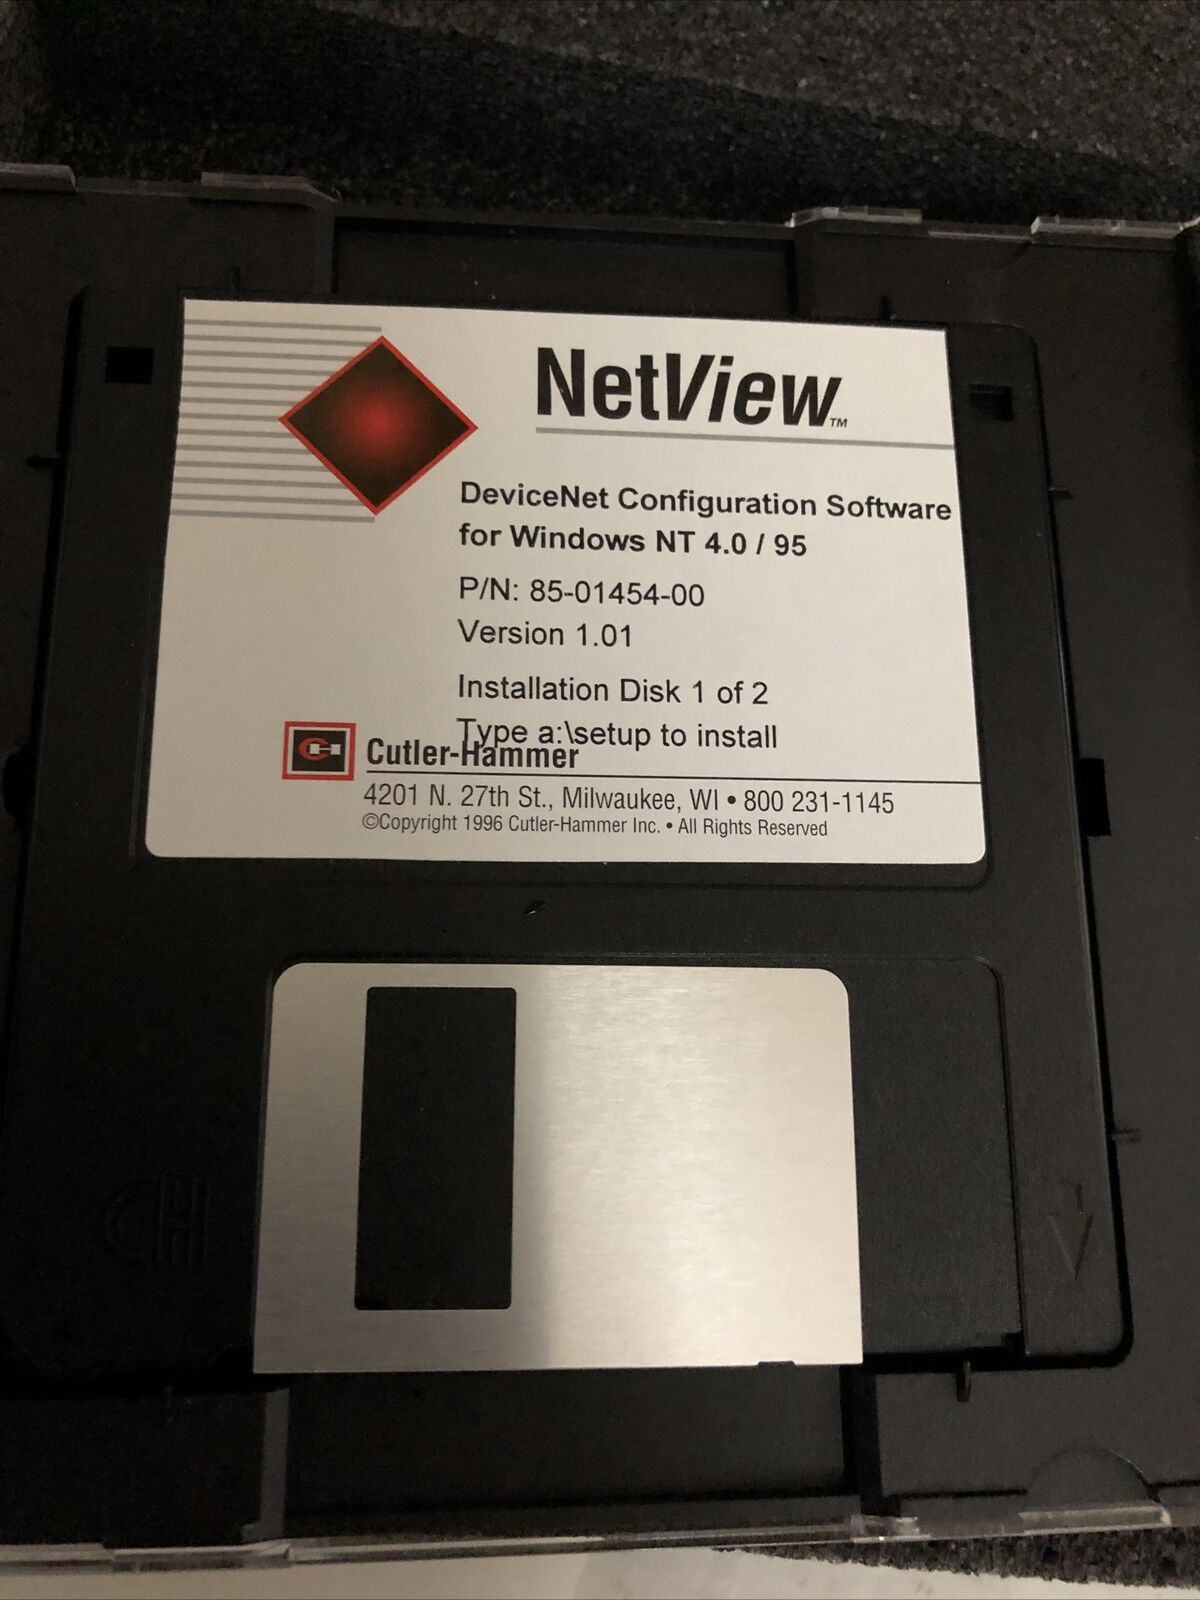 NetView™
DeviceNet Configuration Software
for Windows NT 4.0 / 95
P/N: 85-01454-00
Version 1.01
Installation Disk 1 of 2
Type a:\setup to install
CH Cutler-Hammer
4201 N. 27th St., Milwaukee, WI • 800 231-1145
©Copyright 1996 Cutler-Hammer Inc. • All Rights Reserved